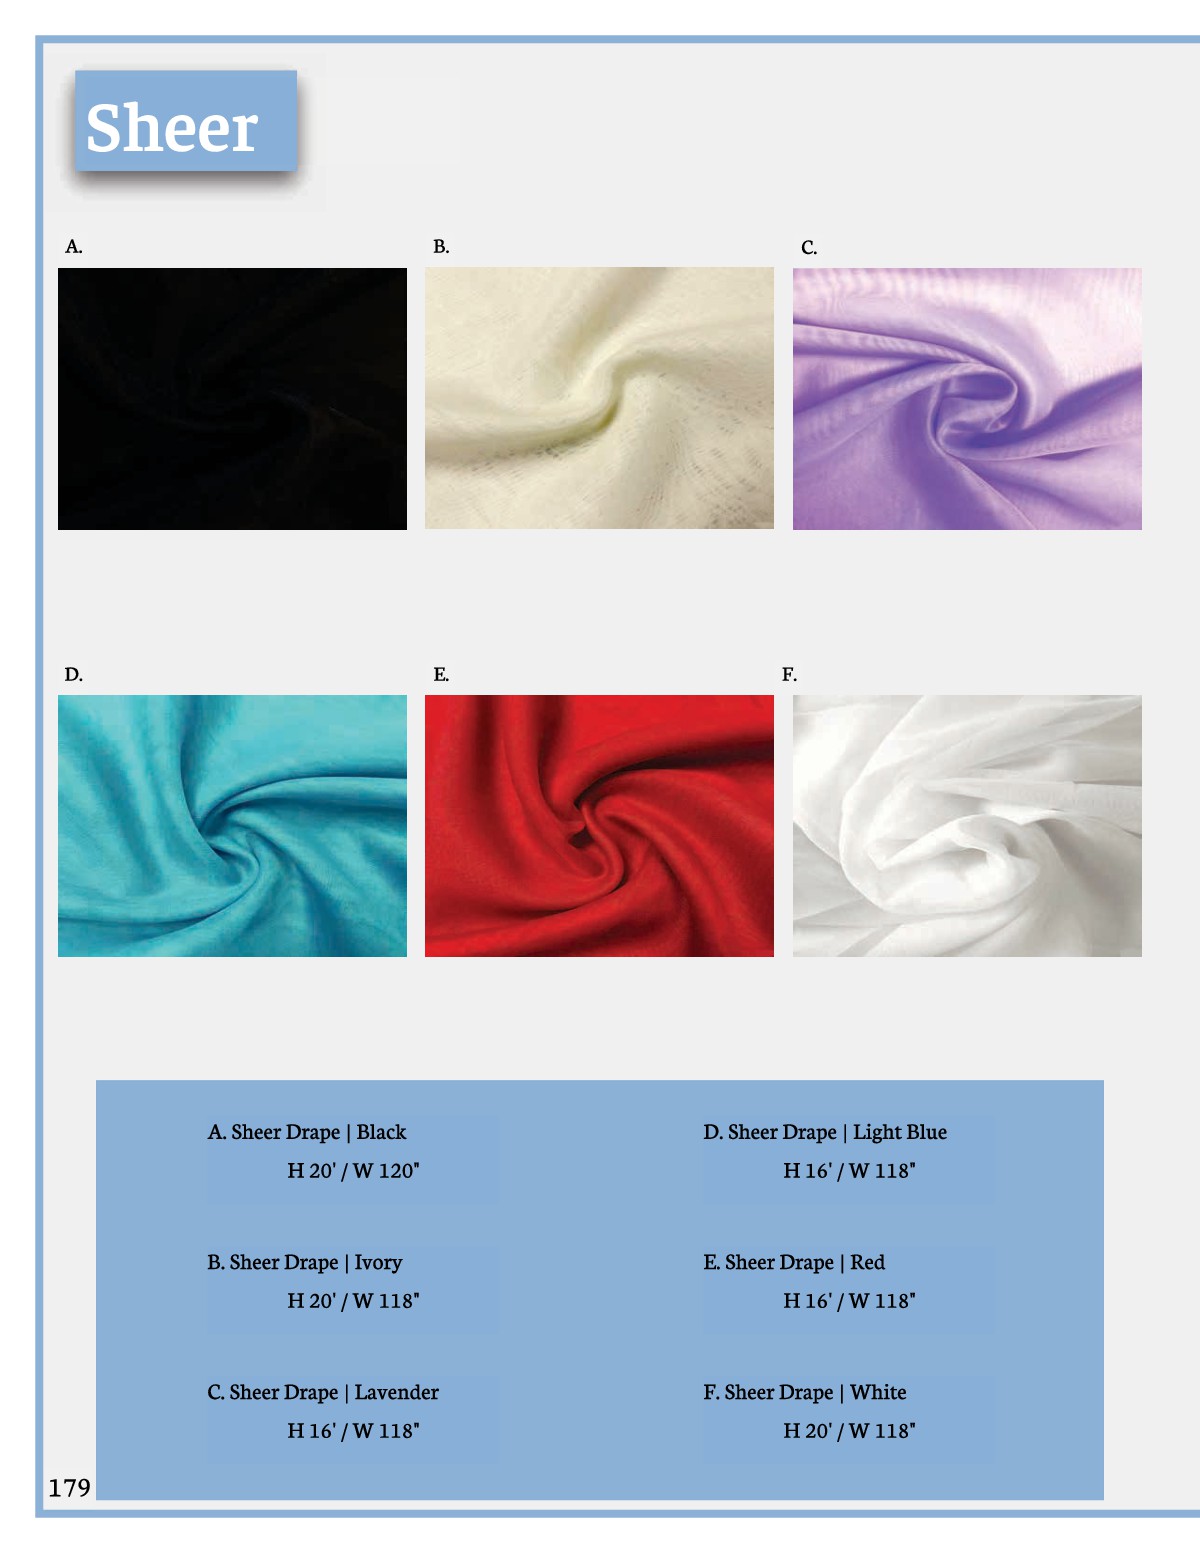 Sheer
A.
B.
C.
D.
E.
F.
A. Sheer Drape | Black
H 20' / W 120"
B. Sheer Drape | Ivory
H 20' / W 118"
C. Sheer Drape | Lavender
H 16' / W 118"
D. Sheer Drape | Light Blue
H 16' / W 118"
E. Sheer Drape | Red
H 16' / W 118"
F. Sheer Drape | White
H 20' / W 118"
179